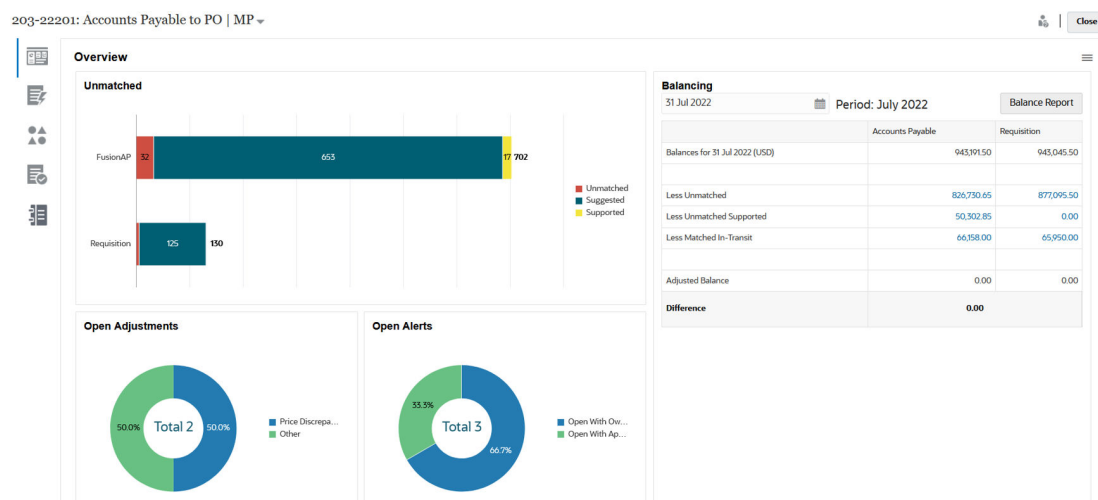 203-22201: Accounts Payable to PO | MP
Close
Overview
Unmatched
FusionAP
32
653
17 702
Requisition
125
130
Unmatched
Suggested
Supported
Balancing
31 Jul 2022
Period: July 2022
Balance Report
Accounts Payable Requisition
Balances for 31 Jul 2022 (USD) 943,191.50 943,045.50
Less Unmatched 826,730.65 877,095.50
Less Unmatched Supported 50,302.85 0.00
Less Matched In-Transit 66,158.00 65,950.00
Adjusted Balance 0.00 0.00
Difference 0.00
Open Adjustments
50.0% Total 2 50.0%
Price Discrepa...
Other
Open Alerts
33.3%
Total 3
66.7%
Open With Ow...
Open With Ap...